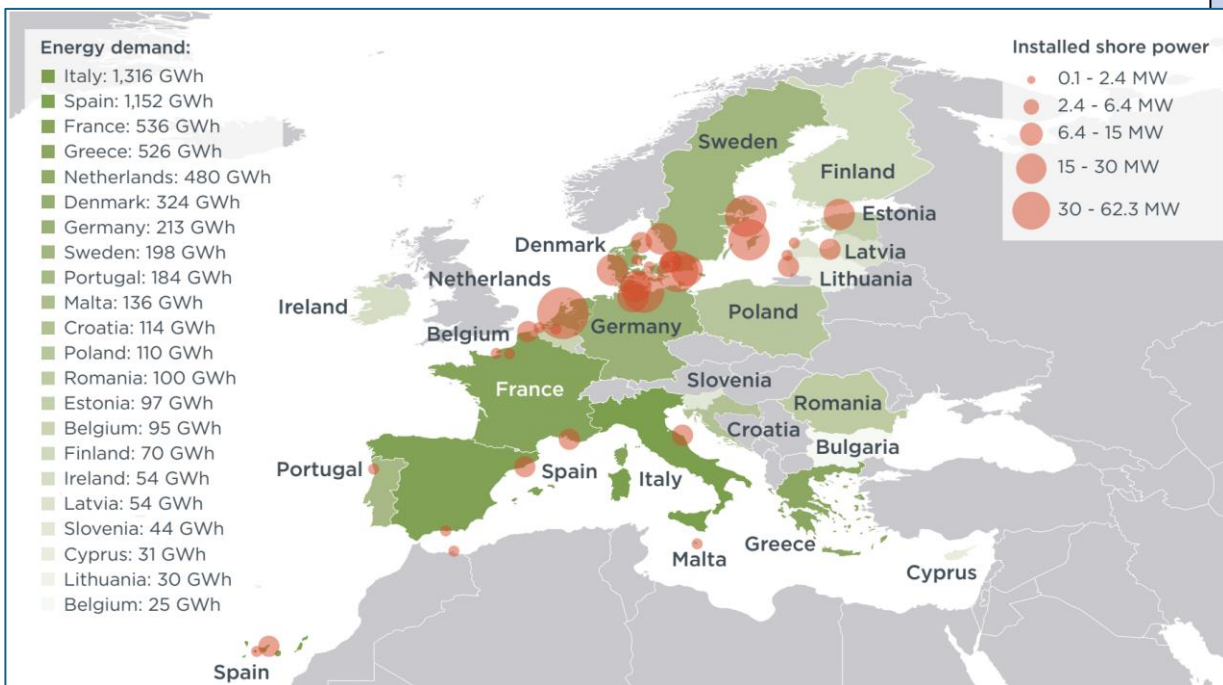 Energy demand:
Italy: 1,316 GWh
Spain: 1,152 GWh
France: 536 GWh
Greece: 526 GWh
Netherlands: 480 GWh
Denmark: 324 GWh
Germany: 213 GWh
Sweden: 198 GWh
Portugal: 184 GWh
Malta: 136 GWh
Croatia: 114 GWh
Poland: 110 GWh
Romania: 100 GWh
Estonia: 97 GWh
Belgium: 95 GWh
Finland: 70 GWh
Ireland: 54 GWh
Latvia: 54 GWh
Slovenia: 44 GWh
Cyprus: 31 GWh
Lithuania: 30 GWh
Belgium: 25 GWh
Installed shore power
0.1 - 2.4 MW
2.4 - 6.4 MW
6.4 - 15 MW
15 - 30 MW
30 - 62.3 MW
Sweden
Finland
Estonia
Denmark
Latvia
Netherlands
Lithuania
Ireland
Poland
Belgium
Germany
Slovenia
France
Romania
Croatia
Bulgaria
Portugal
Spain
Italy
Greece
Malta
Cyprus
Spain